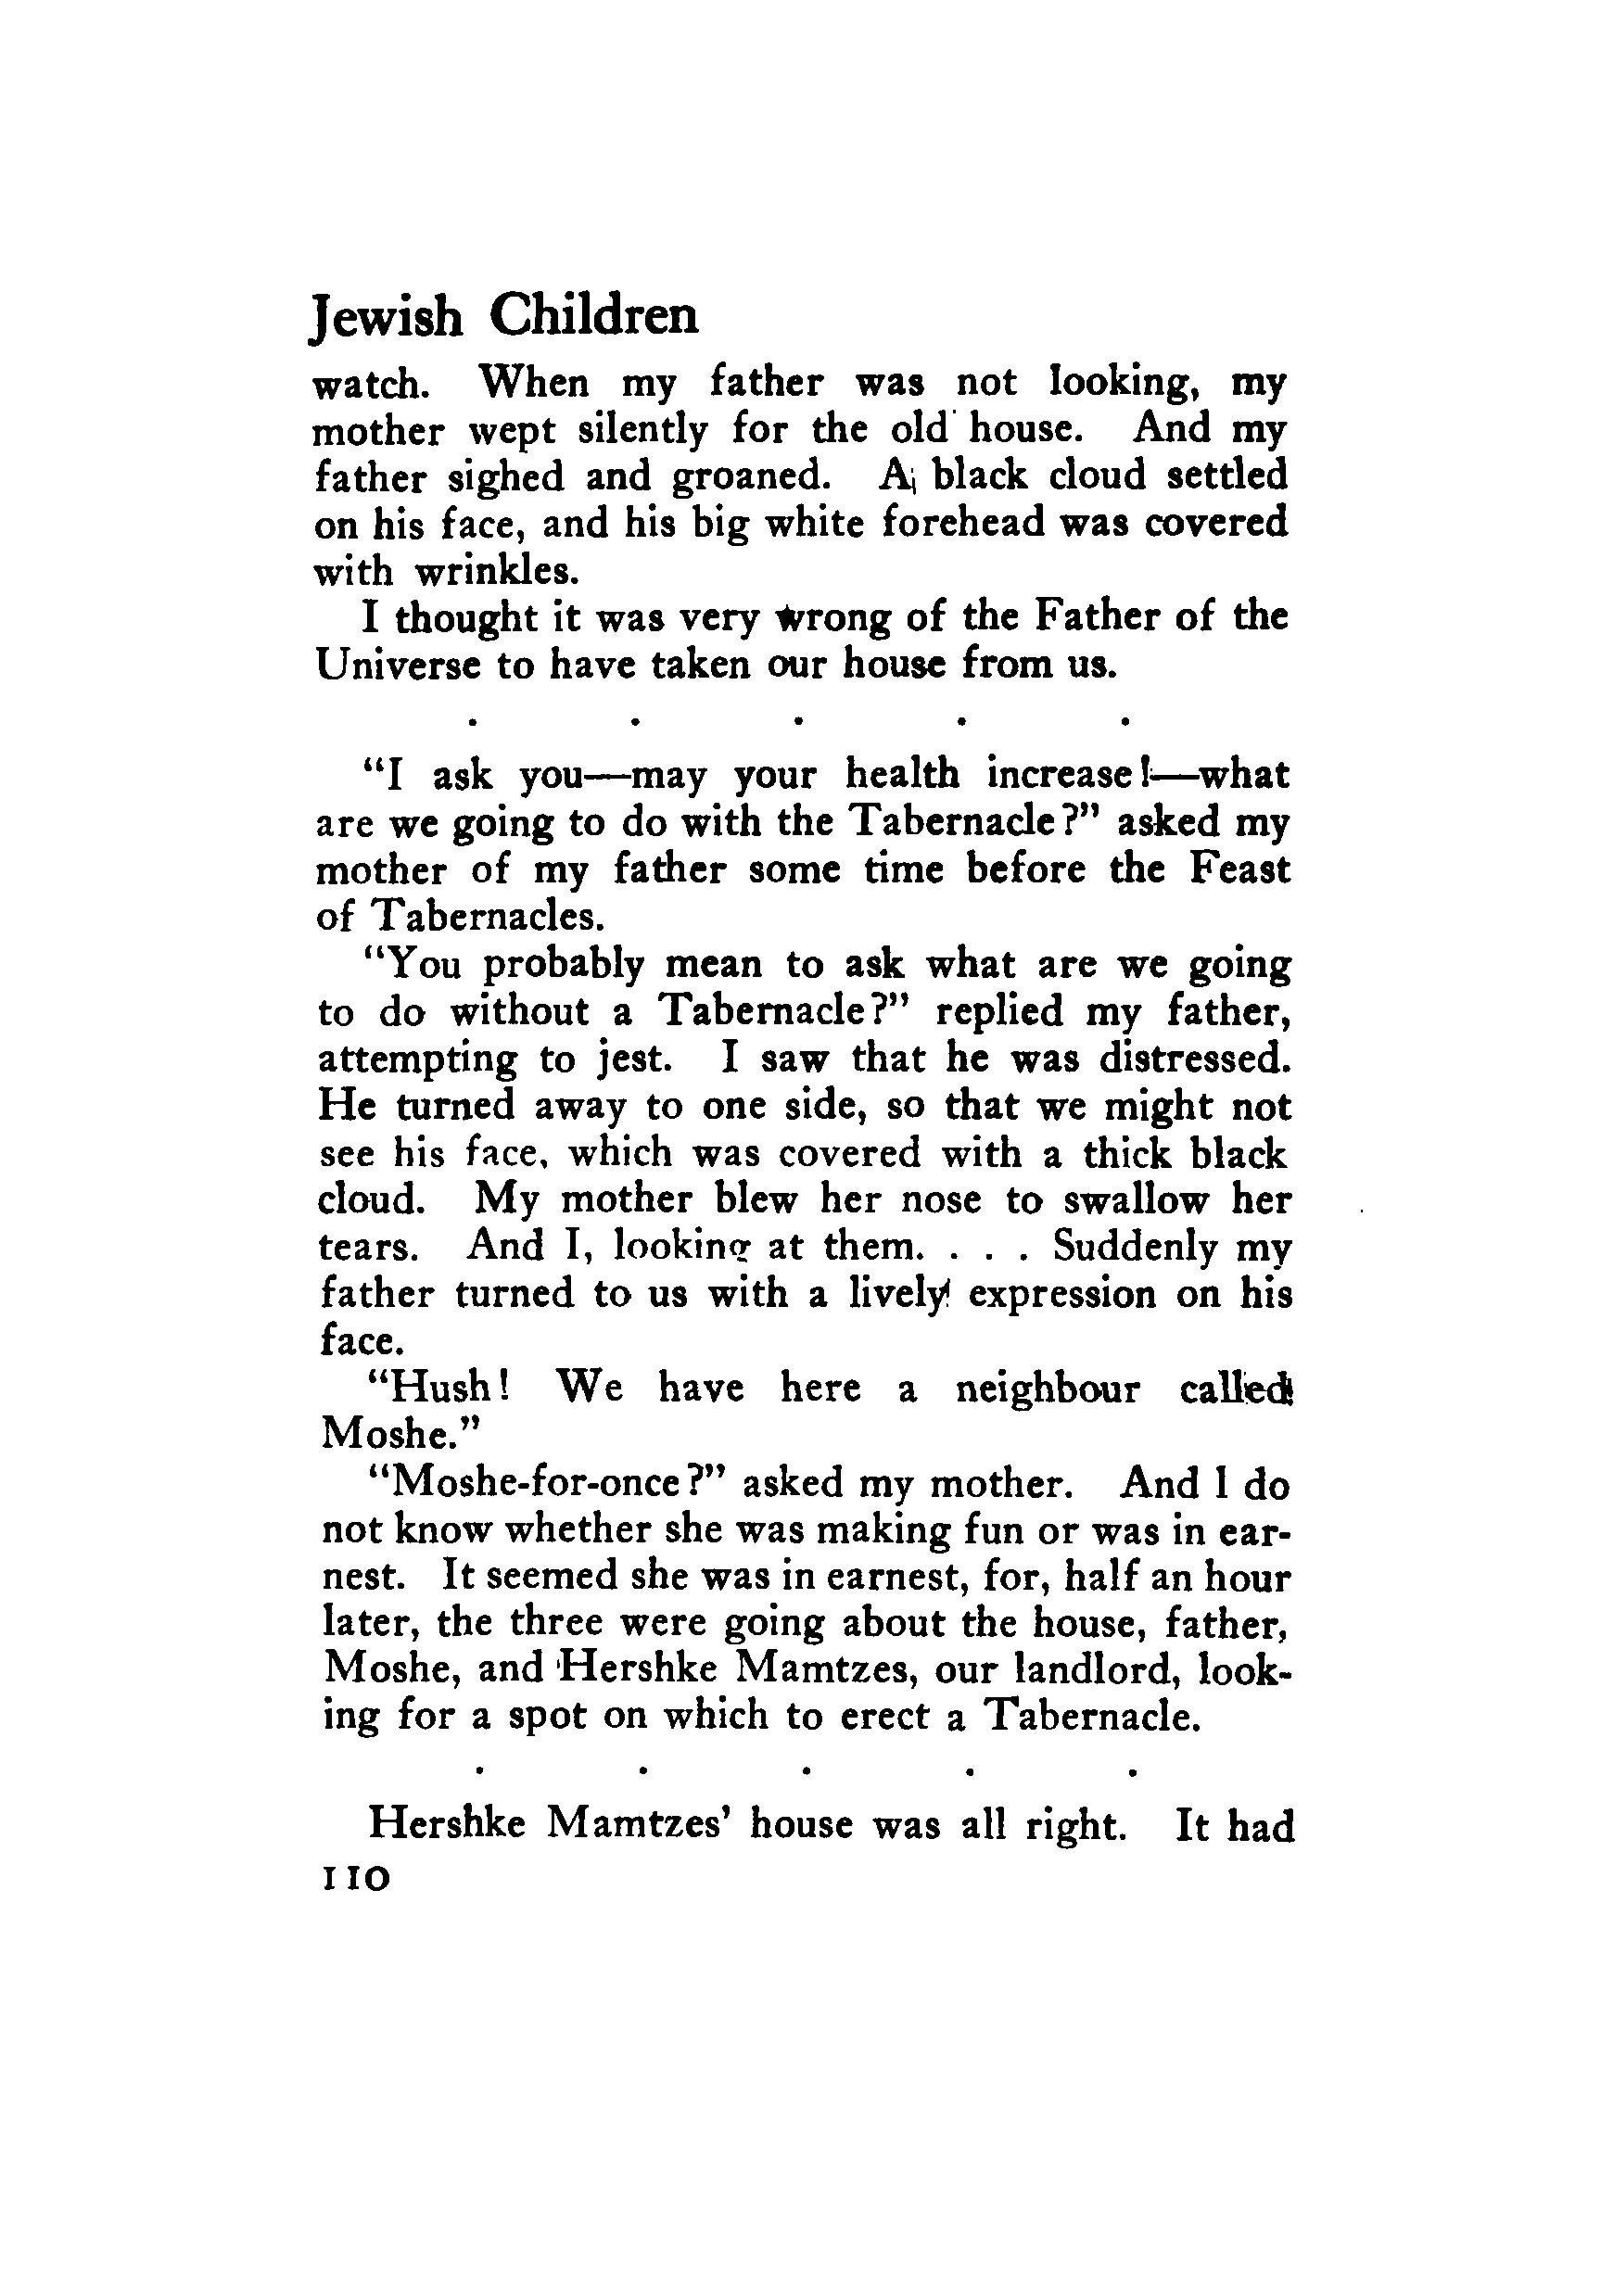 Jewish Children
watch. When my father was not looking, my
mother wept silently for the old house. And my
father sighed and groaned. A black cloud settled
on his face, and his big white forehead was covered
with wrinkles.
I thought it was very wrong of the Father of the
Universe to have taken our house from us.
. . . . .
"I ask you—may your health increase!—what
are we going to do with the Tabernacle?" asked my
mother of my father some time before the Feast
of Tabernacles.
"You probably mean to ask what are we going
to do without a Tabernacle?" replied my father,
attempting to jest. I saw that he was distressed.
He turned away to one side, so that we might not
see his face, which was covered with a thick black
cloud. My mother blew her nose to swallow her
tears. And I, looking at them. . . . Suddenly my
father turned to us with a lively expression on his
face.
"Hush! We have here a neighbour called
Moshe."
"Moshe-for-once?" asked my mother. And I do
not know whether she was making fun or was in ear-
nest. It seemed she was in earnest, for, half an hour
later, the three were going about the house, father,
Moshe, and Hershke Mamtzes, our landlord, look-
ing for a spot on which to erect a Tabernacle.
. . . . .
Hershke Mamtzes' house was all right. It had
110